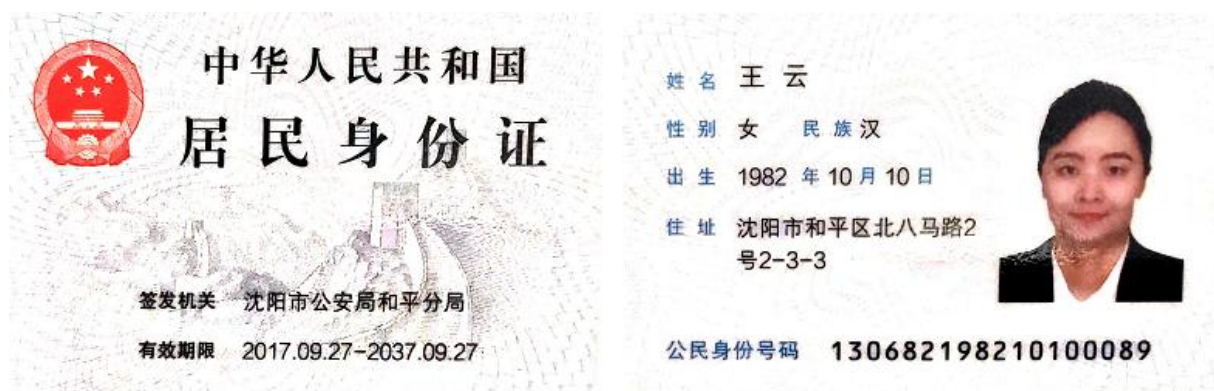 中华人民共和国
居民身份证
签发机关 沈阳市公安局和平分局
有效期限 2017.09.27-2037.09.27
姓名 王云
性别 女 民族 汉
出生 1982 年 10 月 10 日
住址 沈阳市和平区北八马路2
号2-3-3
公民身份号码 130682198210100089